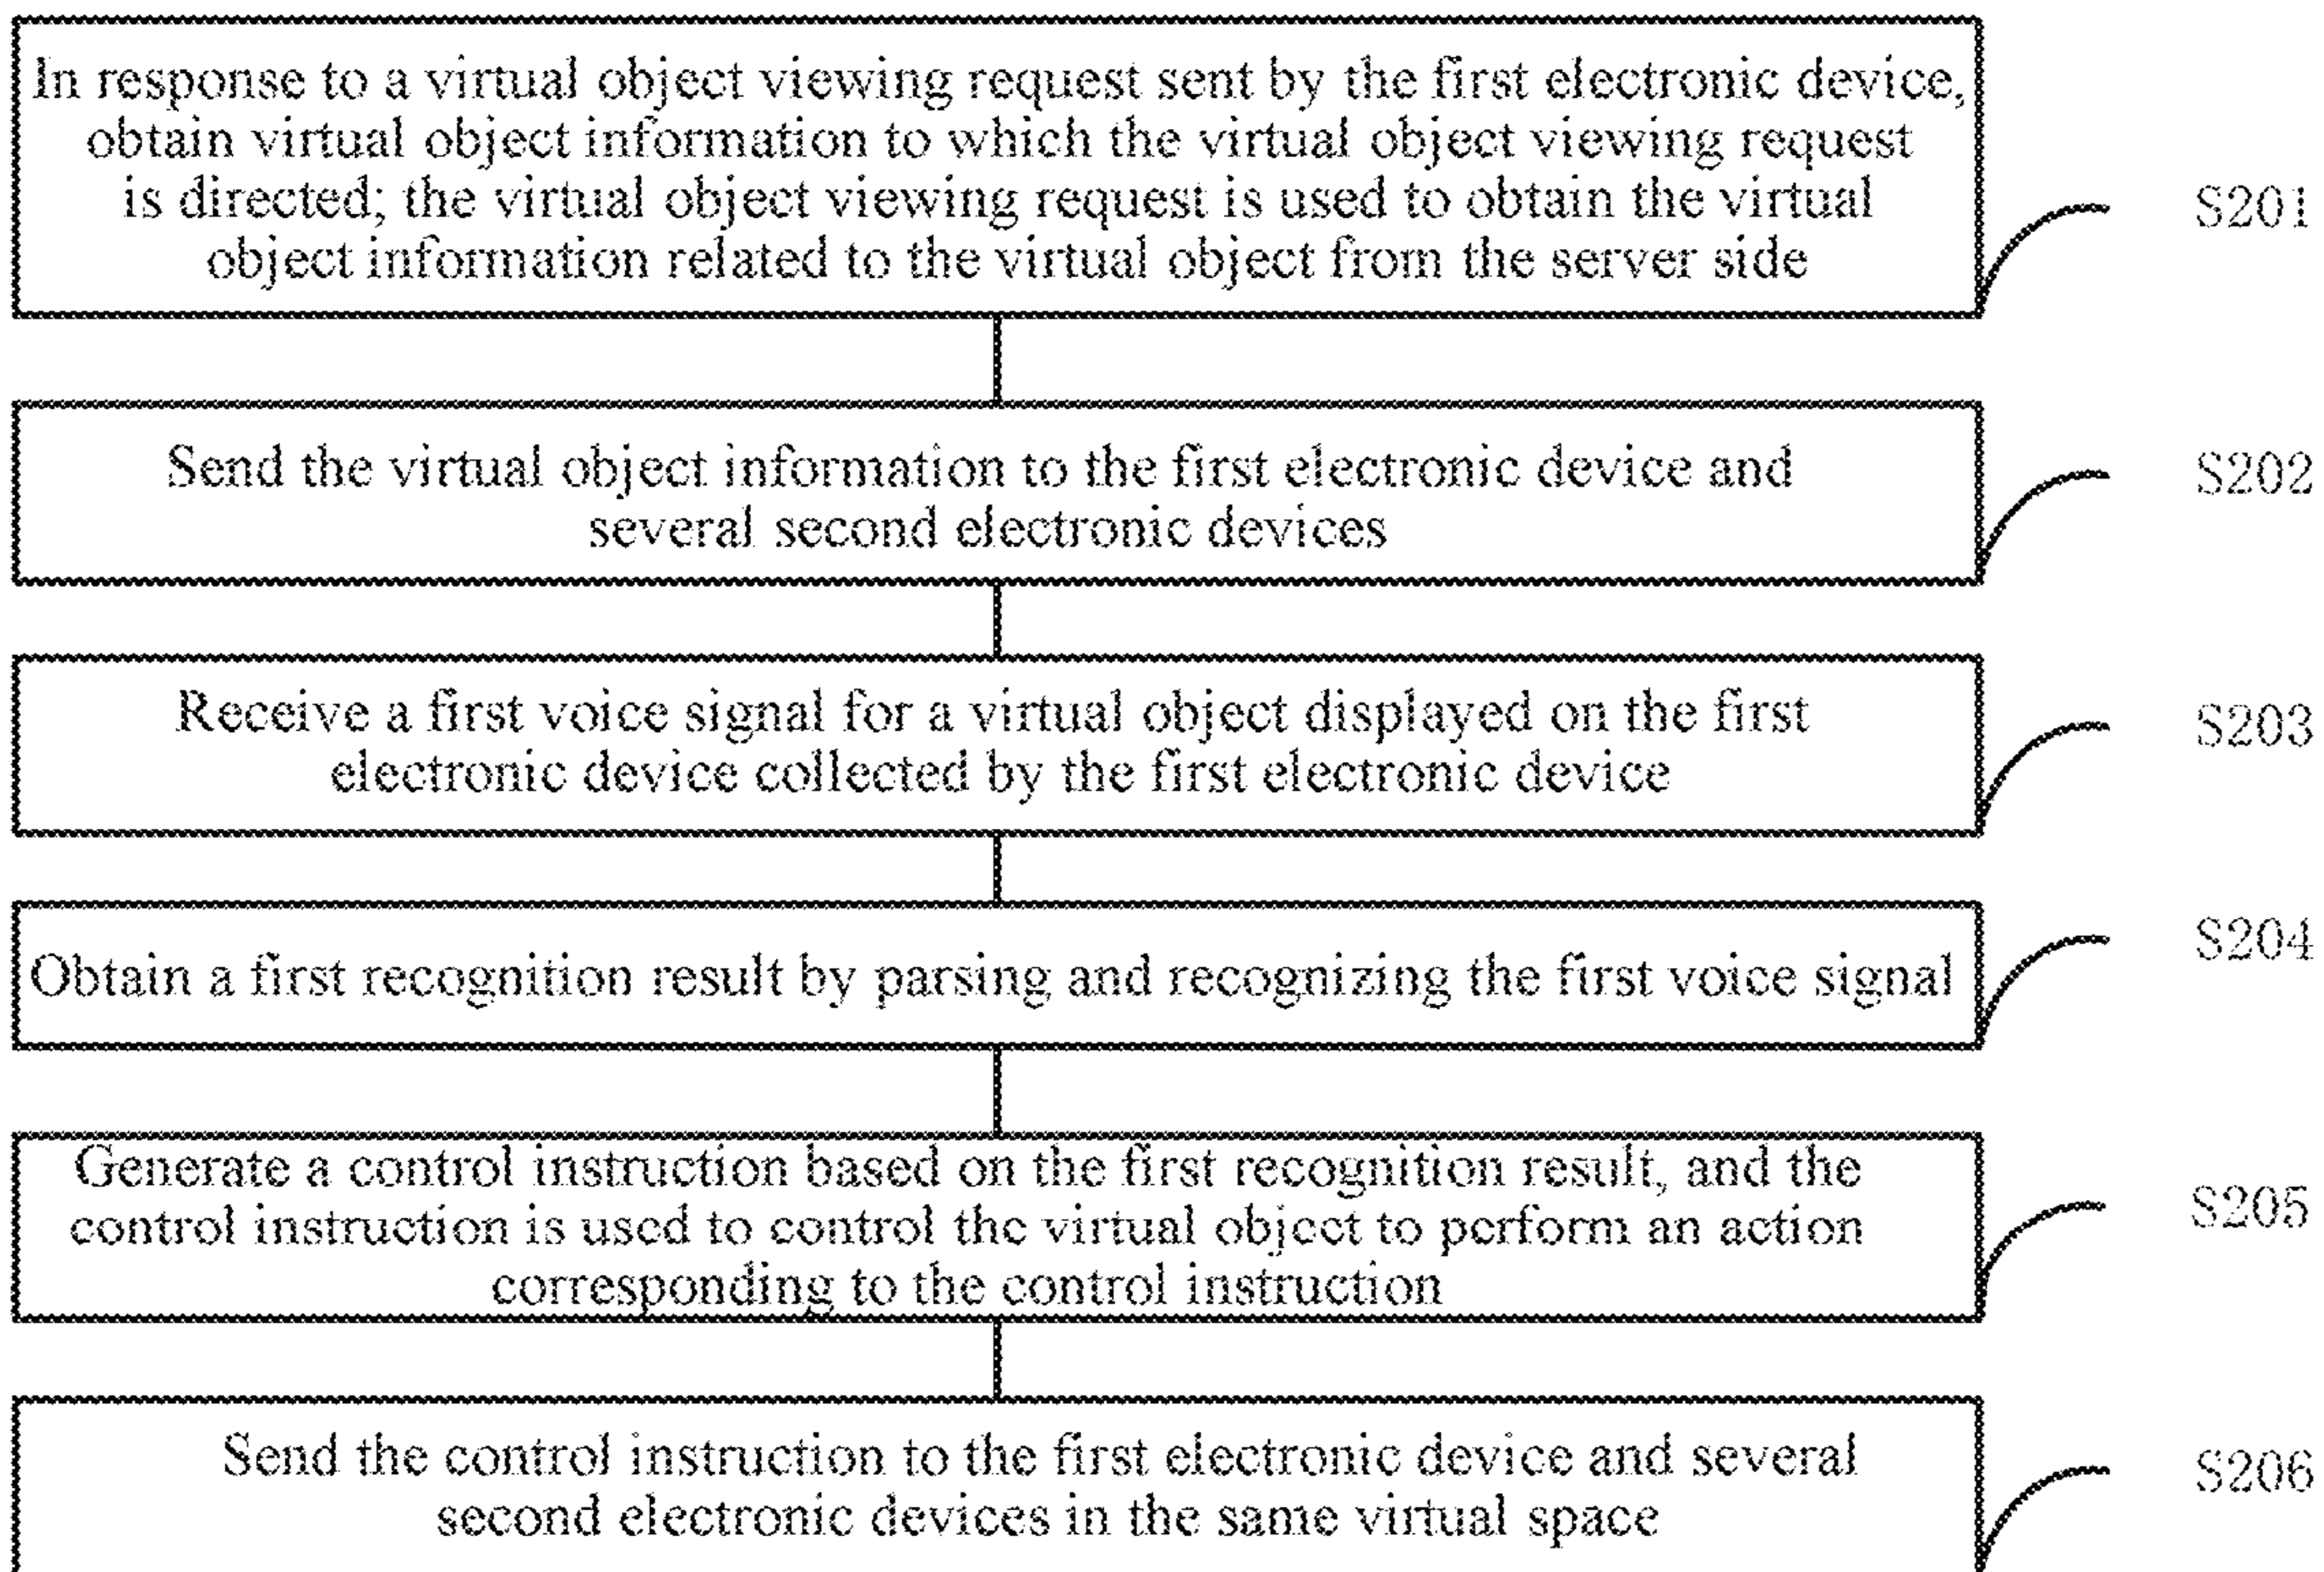 In response to a virtual object viewing request sent by the first electronic device,
obtain virtual object information to which the virtual object viewing request
is directed; the virtual object viewing request is used to obtain the virtual
object information related to the virtual object from the server side
S201
Send the virtual object information to the first electronic device and
several second electronic devices
S202
Receive a first voice signal for a virtual object displayed on the first
electronic device collected by the first electronic device
S203
Obtain a first recognition result by parsing and recognizing the first voice signal
S204
Generate a control instruction based on the first recognition result, and the
control instruction is used to control the virtual object to perform an action
corresponding to the control instruction
S205
Send the control instruction to the first electronic device and several
second electronic devices in the same virtual space
S206